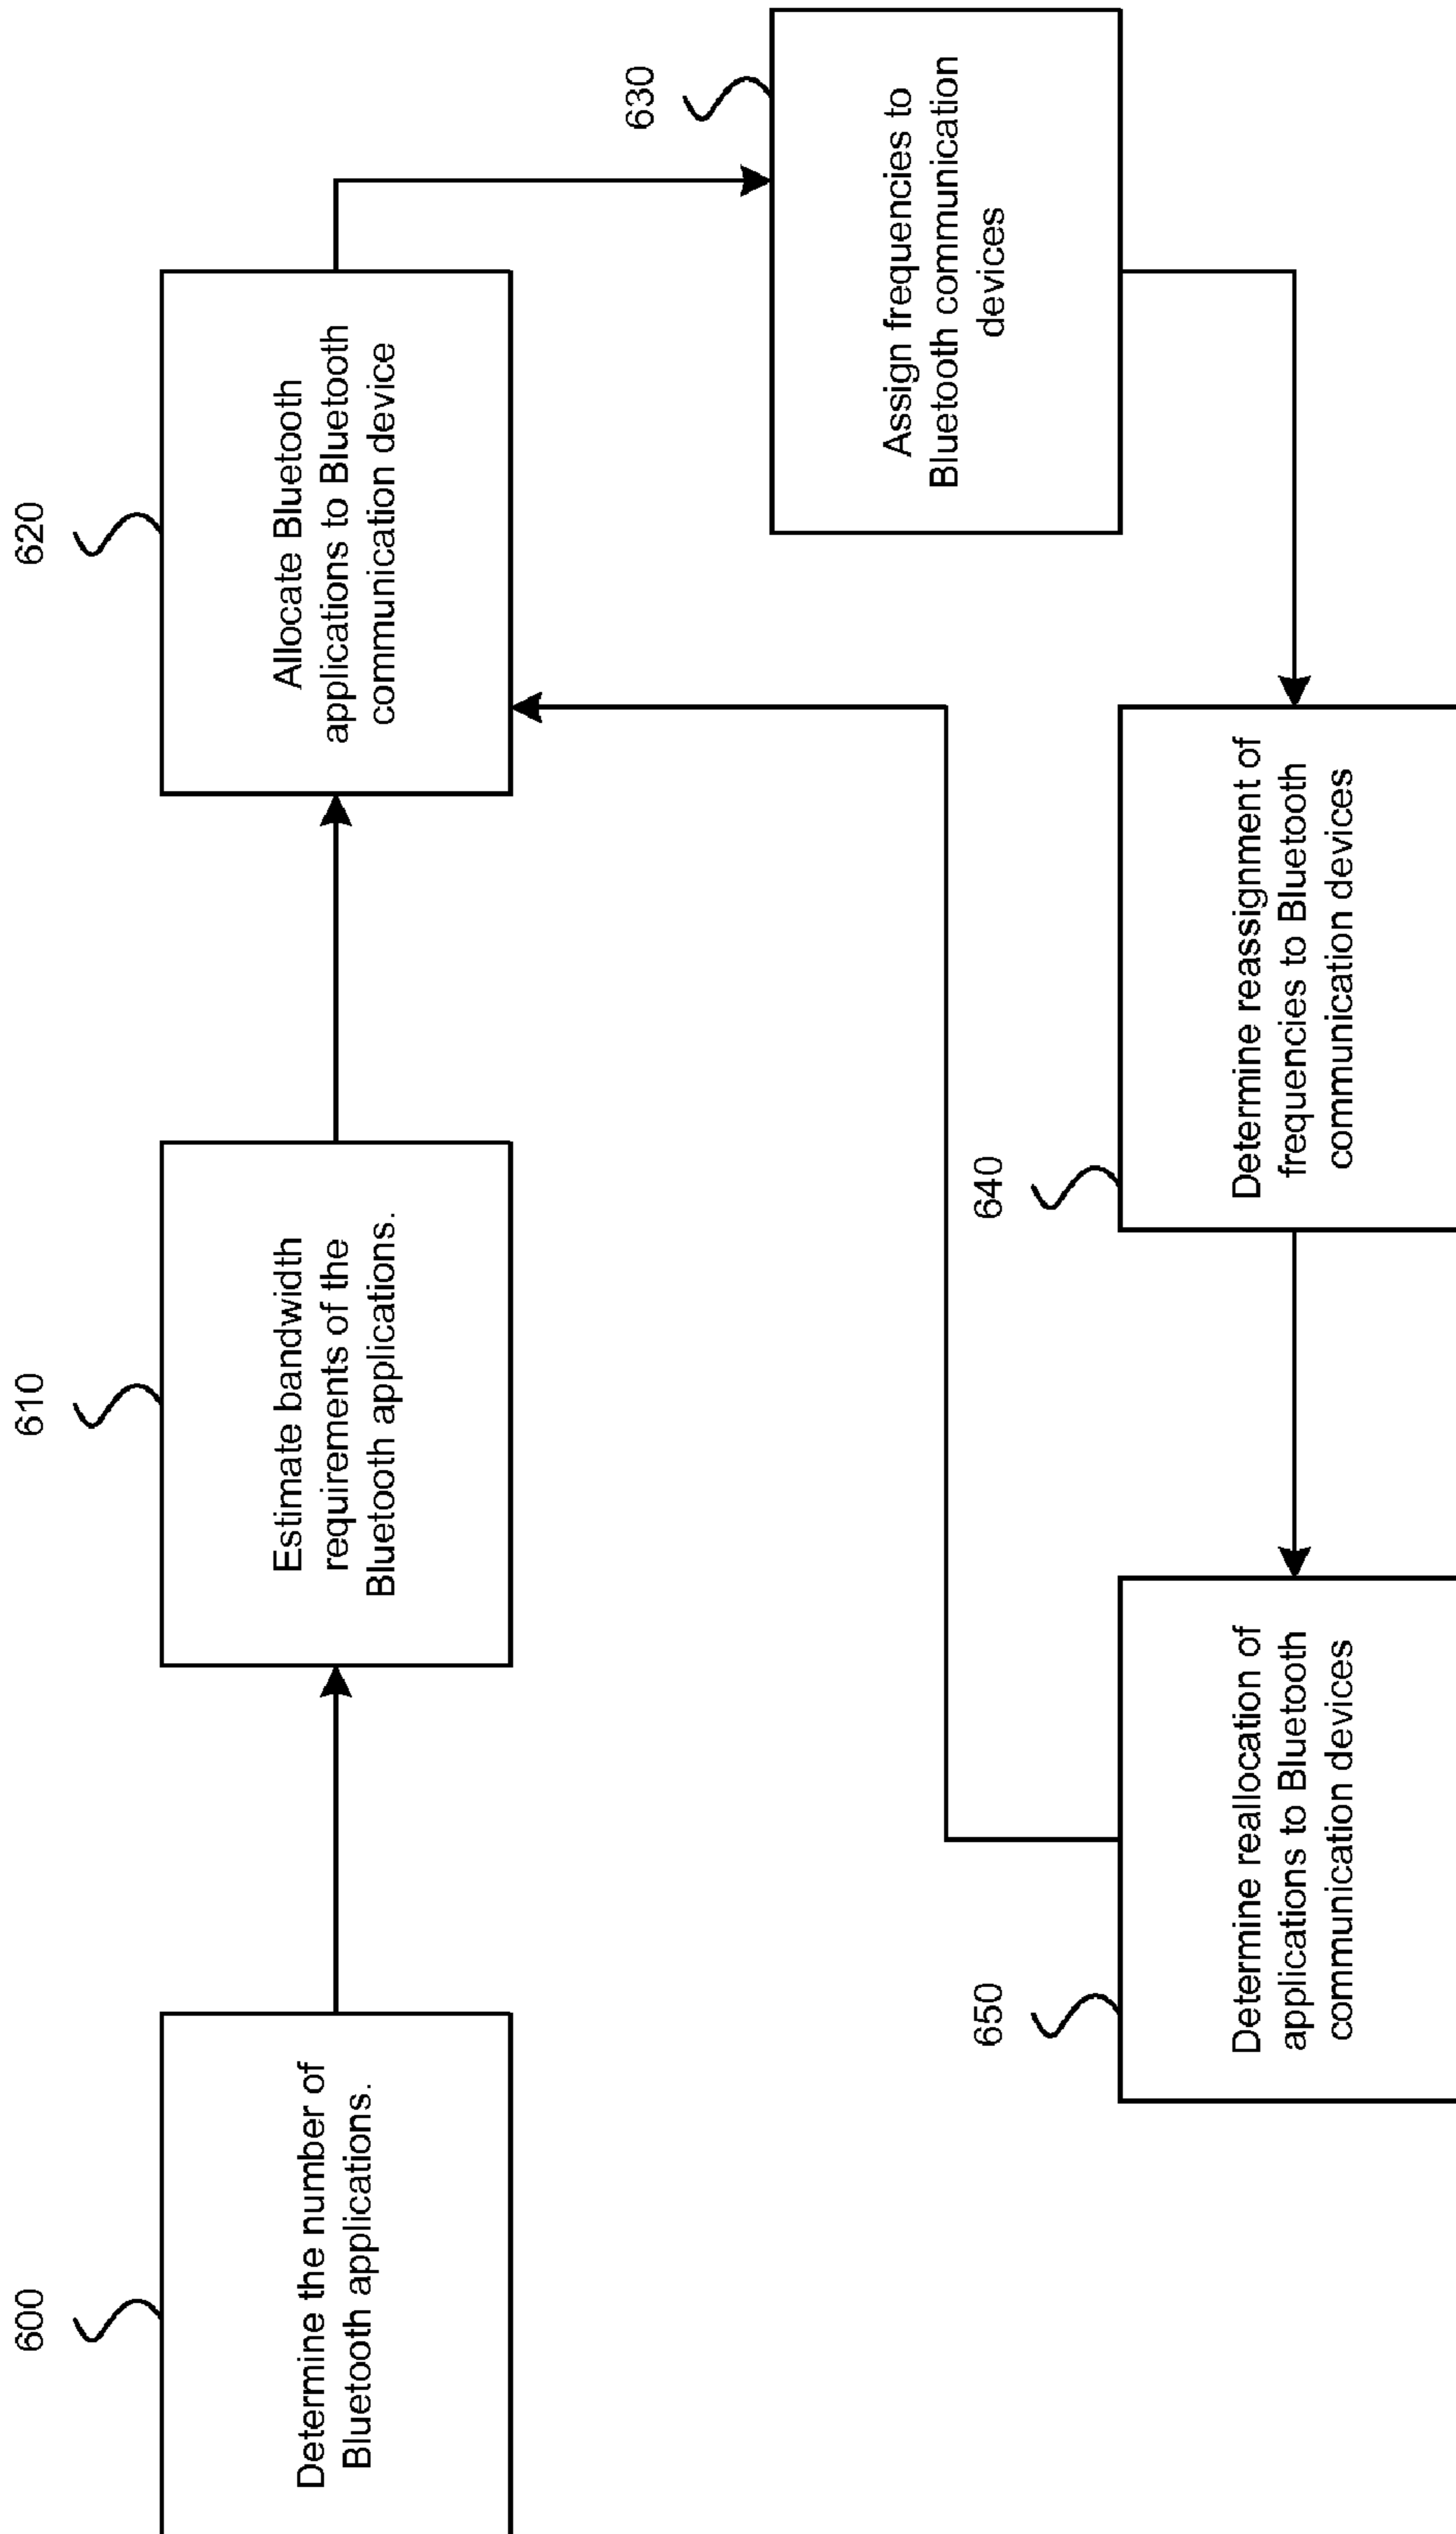 600
Determine the number of
Bluetooth applications.
610
Estimate bandwidth
requirements of the
Bluetooth applications.
620
Allocate Bluetooth
applications to Bluetooth
communication device
630
Assign frequencies to
Bluetooth communication
devices
640
Determine reassignment of
frequencies to Bluetooth
communication devices
650
Determine reallocation of
applications to Bluetooth
communication devices